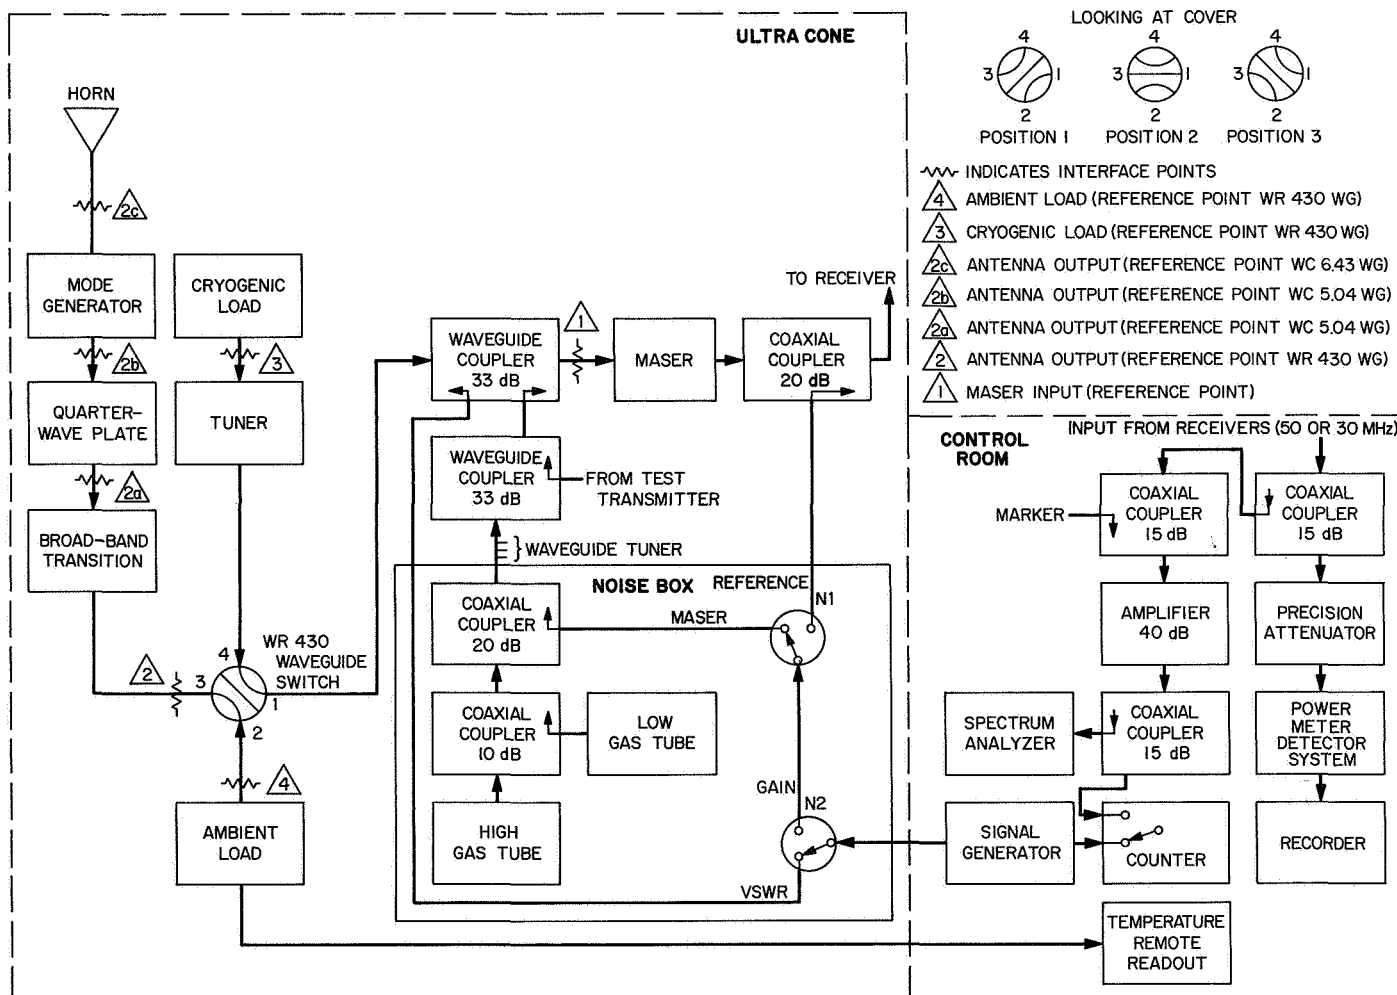 ULTRA CONE
HORN
2c
MODE
GENERATOR
CRYOGENIC
LOAD
2b
3
QUARTER-
WAVE PLATE
TUNER
2a
BROAD-BAND
TRANSITION
2
WR 430
WAVEGUIDE
SWITCH
4
3
1
2
4
AMBIENT
LOAD
WAVEGUIDE
COUPLER
33 dB
1
MASER
COAXIAL
COUPLER
20 dB
TO RECEIVER
WAVEGUIDE
COUPLER
33 dB
FROM TEST
TRANSMITTER
} WAVEGUIDE TUNER
NOISE BOX
REFERENCE
N1
COAXIAL
COUPLER
20 dB
MASER
COAXIAL
COUPLER
10 dB
LOW
GAS TUBE
GAIN
N2
HIGH
GAS TUBE
VSWR
LOOKING AT COVER
4
3
1
2
POSITION 1
4
3
1
2
POSITION 2
4
3
1
2
POSITION 3
INDICATES INTERFACE POINTS
4 AMBIENT LOAD (REFERENCE POINT WR 430 WG)
3 CRYOGENIC LOAD (REFERENCE POINT WR 430 WG)
2c ANTENNA OUTPUT (REFERENCE POINT WC 6.43 WG)
2b ANTENNA OUTPUT (REFERENCE POINT WC 5.04 WG)
2a ANTENNA OUTPUT (REFERENCE POINT WC 5.04 WG)
2 ANTENNA OUTPUT (REFERENCE POINT WR 430 WG)
1 MASER INPUT (REFERENCE POINT)
CONTROL
ROOM
INPUT FROM RECEIVERS (50 OR 30 MHz)
MARKER
COAXIAL
COUPLER
15 dB
COAXIAL
COUPLER
15 dB
AMPLIFIER
40 dB
PRECISION
ATTENUATOR
SPECTRUM
ANALYZER
COAXIAL
COUPLER
15 dB
POWER
METER
DETECTOR
SYSTEM
SIGNAL
GENERATOR
COUNTER
RECORDER
TEMPERATURE
REMOTE
READOUT